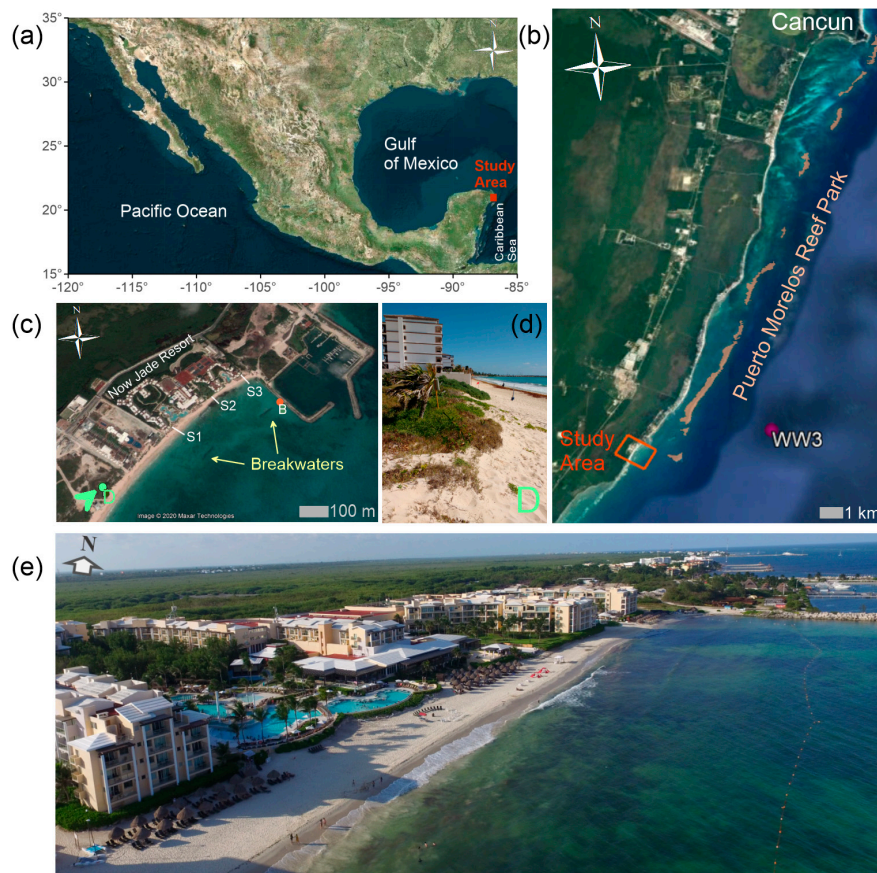 (a)
N
35°
30°
25°
20°
15°
-120°
-115°
-110°
-105°
-100°
-95°
-90°
-85°
Gulf
of Mexico
Study
Area
Pacific Ocean
Caribbean
Sea
(b)
N
Cancun
Puerto Morelos Reef Park
WW3
Study
Area
1 km
(c)
N
Now Jade Resort
S3
S2
S1
B
Breakwaters
D
Image © 2020 Maxar Technologies
100 m
(d)
D
(e)
N